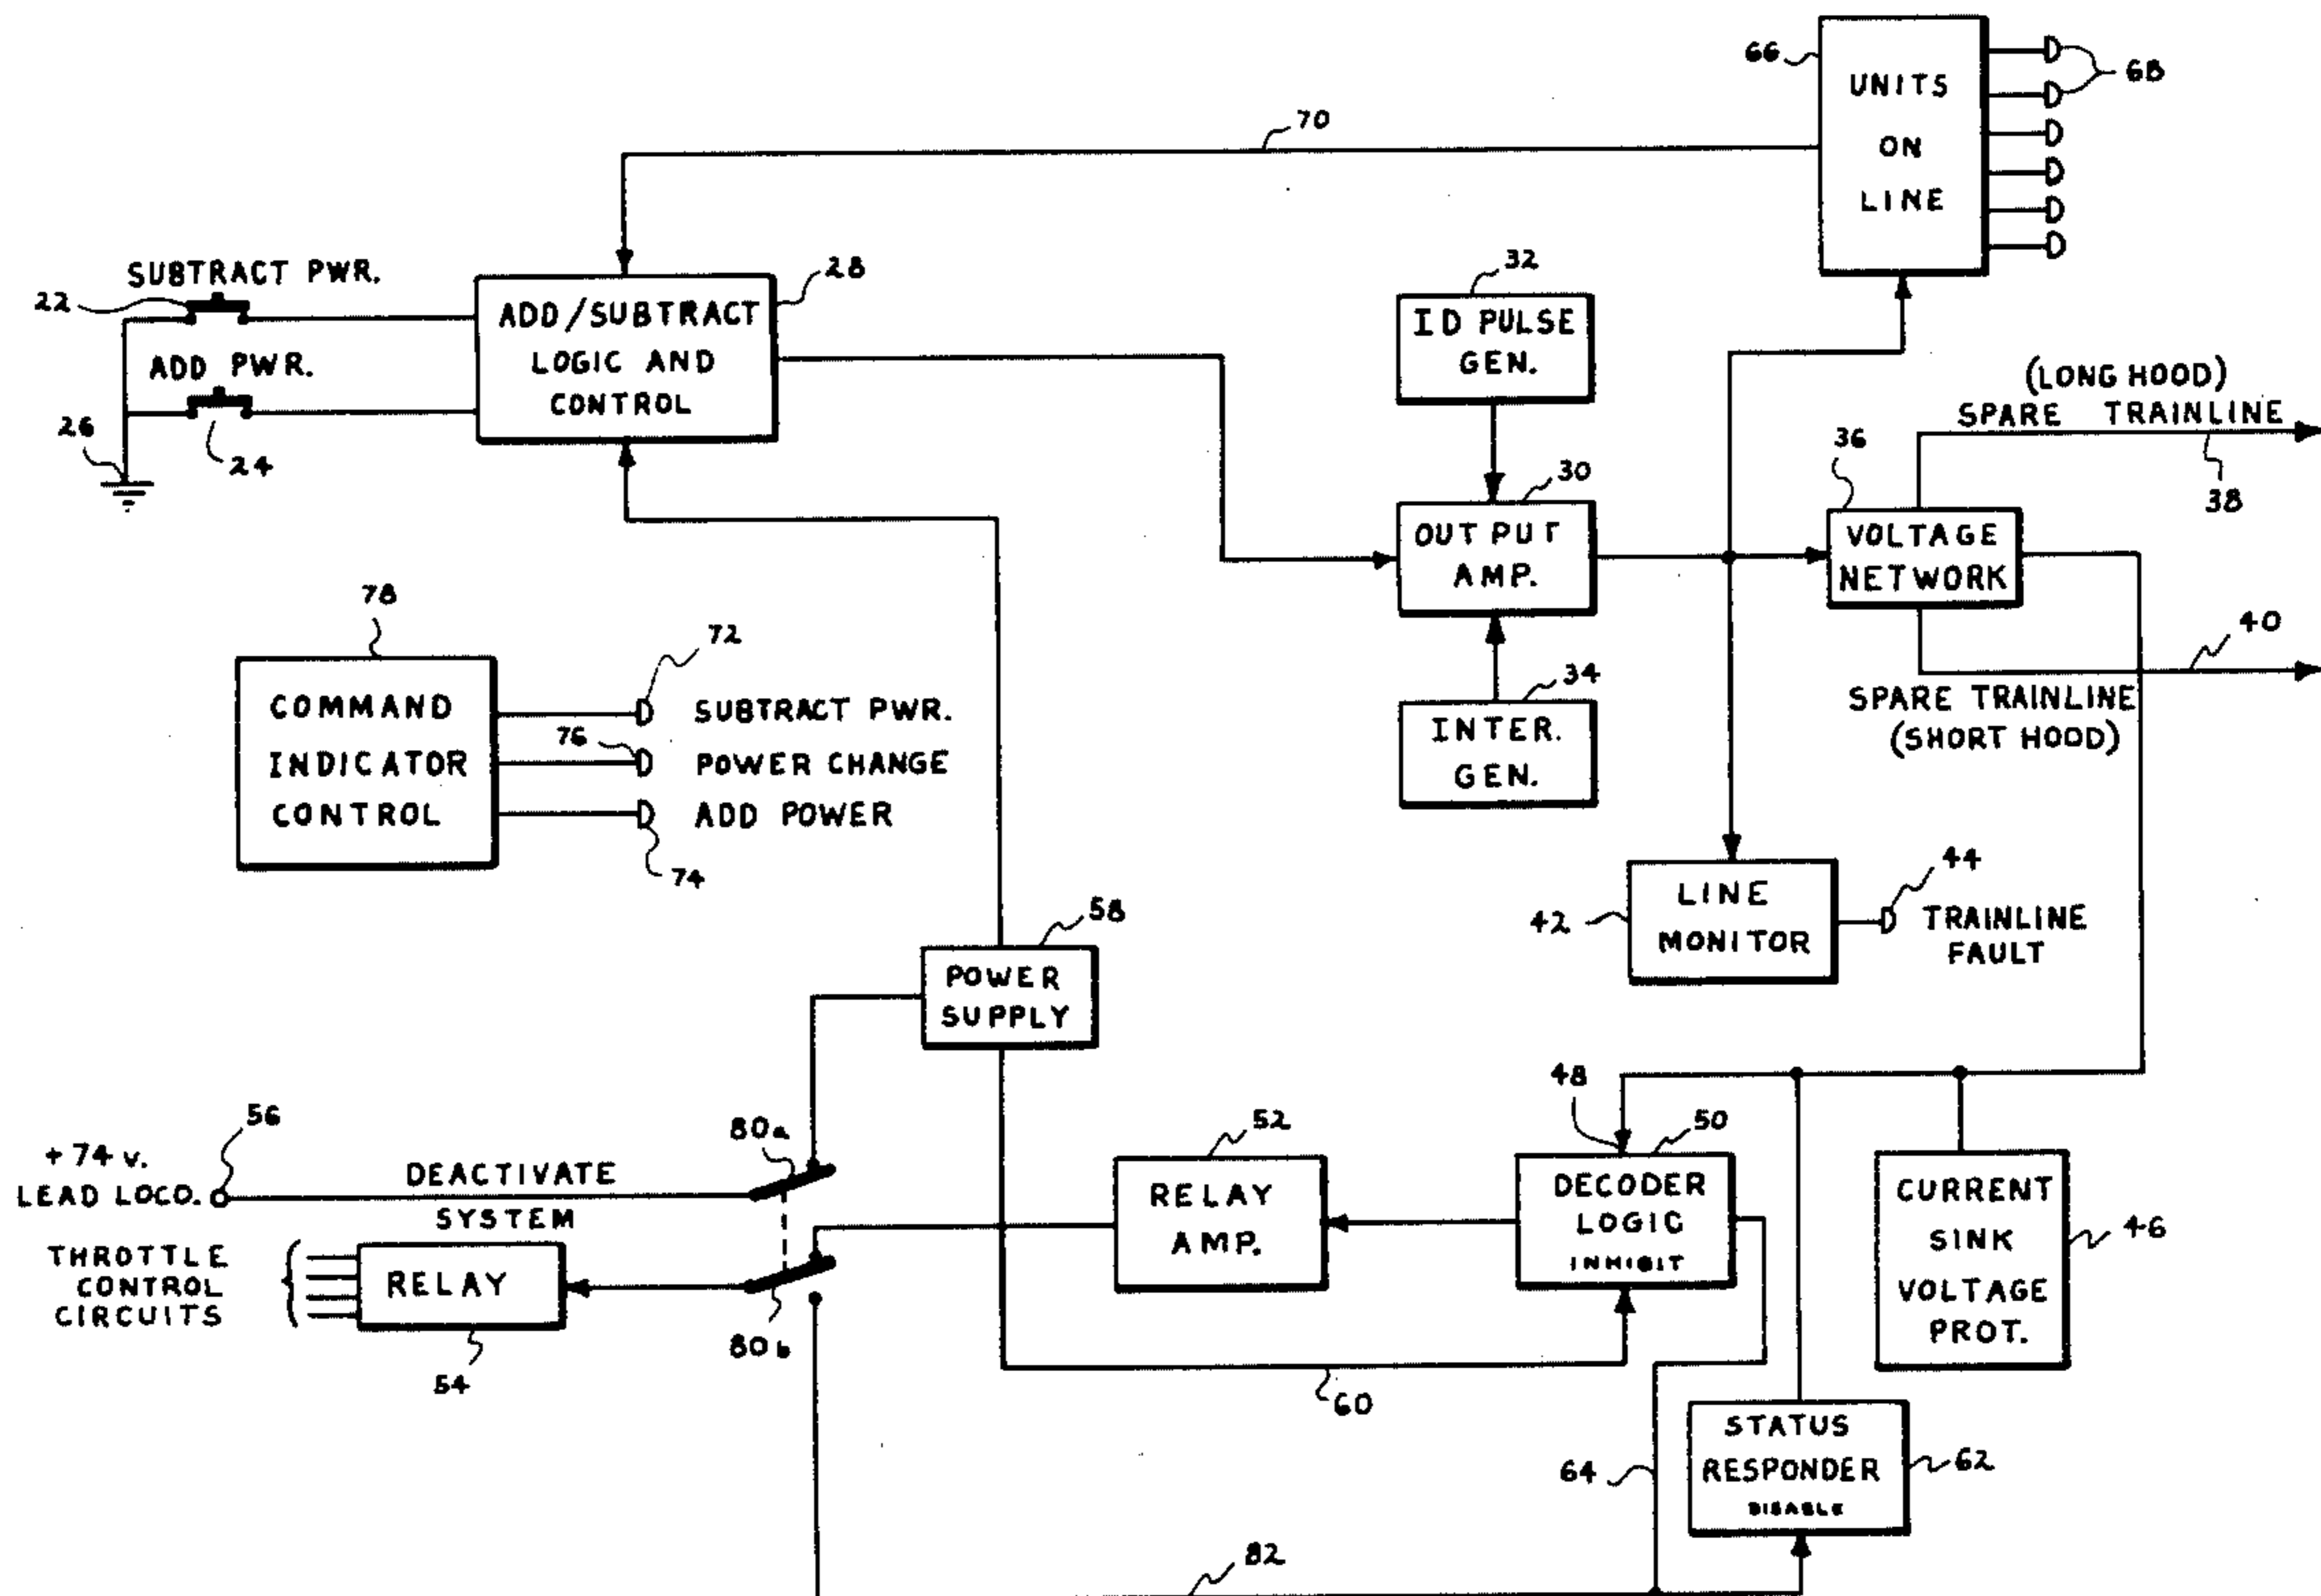 66
UNITS
ON
LINE
68
70
SUBTRACT PWR.
22
28
ADD/SUBTRACT
LOGIC AND
CONTROL
ADD PWR.
26
24
32
ID PULSE
GEN.
30
OUTPUT
AMP.
34
INTER.
GEN.
(LONG HOOD)
SPARE TRAINLINE
38
36
VOLTAGE
NETWORK
40
SPARE TRAINLINE
(SHORT HOOD)
78
COMMAND
INDICATOR
CONTROL
72
SUBTRACT PWR.
76
POWER CHANGE
ADD POWER
74
42
LINE
MONITOR
44
TRAINLINE
FAULT
58
POWER
SUPPLY
56
+74 v.
LEAD LOCO.
DEACTIVATE
SYSTEM
80a
THROTTLE
CONTROL
CIRCUITS
RELAY
54
80b
52
RELAY
AMP.
48
50
DECODER
LOGIC
INHIBIT
60
CURRENT
SINK
VOLTAGE
PROT.
46
64
STATUS
RESPONDER
DISABLE
62
82